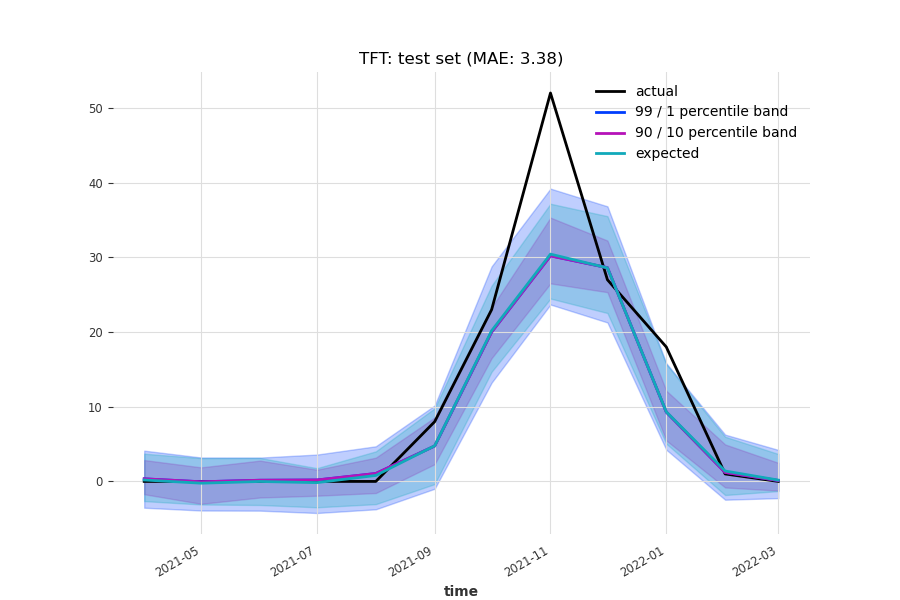 TFT: test set (MAE: 3.38)
actual
99 / 1 percentile band
90 / 10 percentile band
expected
50
40
30
20
10
0
2021-05
2021-07
2021-09
2021-11
2022-01
2022-03
time